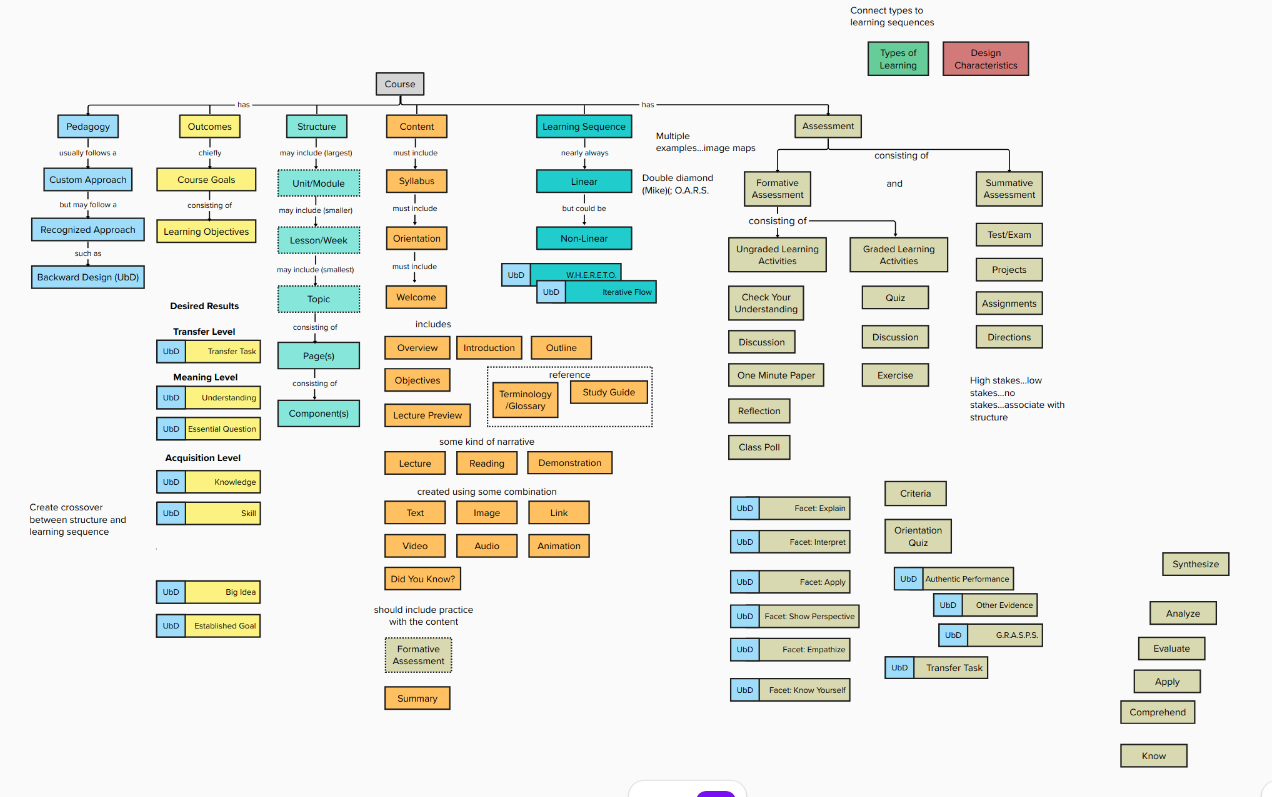 Connect types to
learning sequences
Types of
Learning
Design
Characteristics
Course
has
has
Pedagogy
Outcomes
Structure
Content
Learning Sequence
Assessment
usually follows a
chiefly
may include (largest)
must include
nearly always
Multiple
examples...image maps
consisting of
and
Custom Approach
Course Goals
Unit/Module
Syllabus
Linear
Double diamond
(Mike)(; O.A.R.S.
Formative
Assessment
Summative
Assessment
but may follow a
consisting of
may include (smaller)
must include
but could be
consisting of
Recognized Approach
Learning Objectives
Lesson/Week
Orientation
Non-Linear
Ungraded Learning
Activities
Graded Learning
Activities
Test/Exam
such as
may include (smallest)
must include
Backward Design (UbD)
UbD W.H.E.R.E.T.O.
UbD Iterative Flow
Projects
Desired Results
Topic
Welcome
Check Your
Understanding
Quiz
Assignments
Transfer Level
consisting of
includes
UbD Transfer Task
Page(s)
Overview
Introduction
Outline
Discussion
Discussion
Directions
Meaning Level
consisting of
Objectives
reference
Terminology
/Glossary
Study Guide
One Minute Paper
Exercise
High stakes...low
stakes...no
stakes...associate with
structure
UbD Understanding
Component(s)
Lecture Preview
Reflection
UbD Essential Question
some kind of narrative
Class Poll
Acquisition Level
Lecture
Reading
Demonstration
UbD Knowledge
created using some combination
UbD Skill
Text
Image
Link
Create crossover
between structure and
learning sequence
Video
Audio
Animation
Did You Know?
UbD Big Idea
UbD Established Goal
should include practice
with the content
Formative
Assessment
Summary
UbD Facet: Explain
UbD Facet: Interpret
UbD Facet: Apply
UbD Facet: Show Perspective
UbD Facet: Empathize
UbD Facet: Know Yourself
Criteria
Orientation
Quiz
UbD Authentic Performance
UbD Other Evidence
UbD G.R.A.S.P.S.
UbD Transfer Task
Synthesize
Analyze
Evaluate
Apply
Comprehend
Know